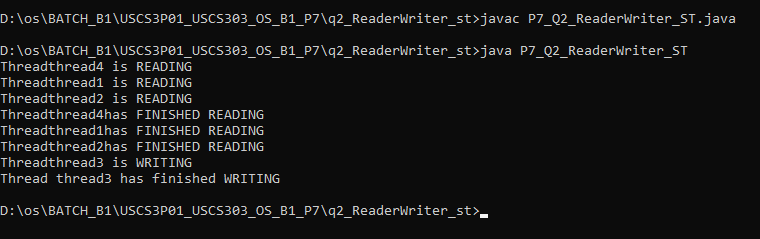 D:\os\BATCH_B1\USCS3P01_USCS303_OS_B1_P7\q2_ReaderWriter_st>javac P7_Q2_ReaderWriter_ST.java
D:\os\BATCH_B1\USCS3P01_USCS303_OS_B1_P7\q2_ReaderWriter_st>java P7_Q2_ReaderWriter_ST
Threadthread4 is READING
Threadthread1 is READING
Threadthread2 is READING
Threadthread4has FINISHED READING
Threadthread1has FINISHED READING
Threadthread2has FINISHED READING
Threadthread3 is WRITING
Thread thread3 has finished WRITING
D:\os\BATCH_B1\USCS3P01_USCS303_OS_B1_P7\q2_ReaderWriter_st>